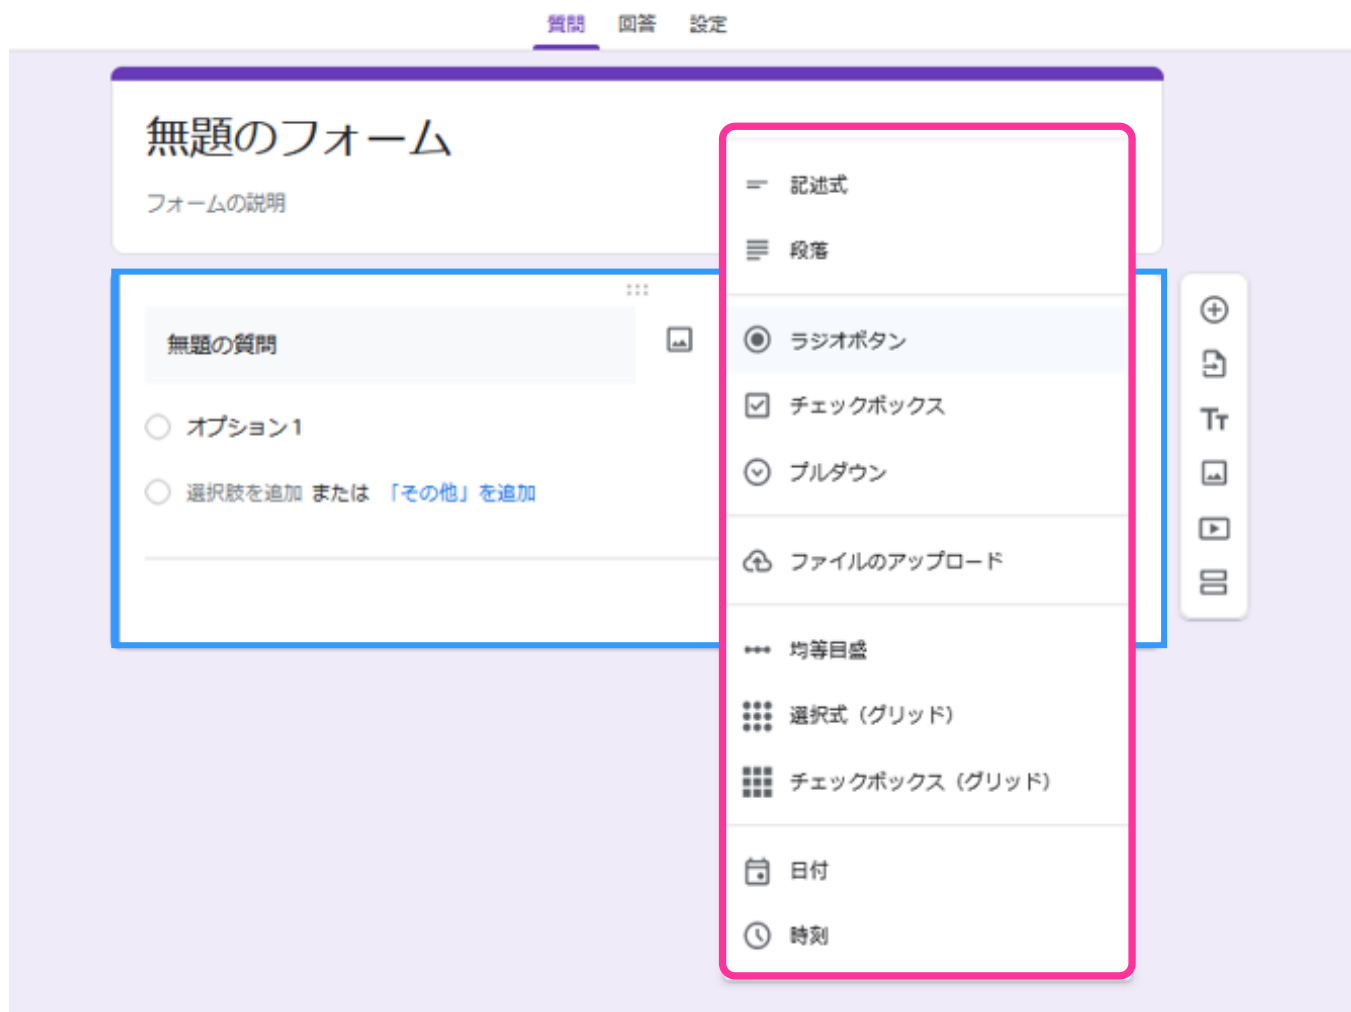 質問 回答 設定
無題のフォーム
フォームの説明
無題の質問
オプション 1
選択肢を追加 または 「その他」を追加
記述式
段落
ラジオボタン
チェックボックス
プルダウン
ファイルのアップロード
均等目盛
選択式（グリッド）
チェックボックス（グリッド）
日付
時刻
Tт